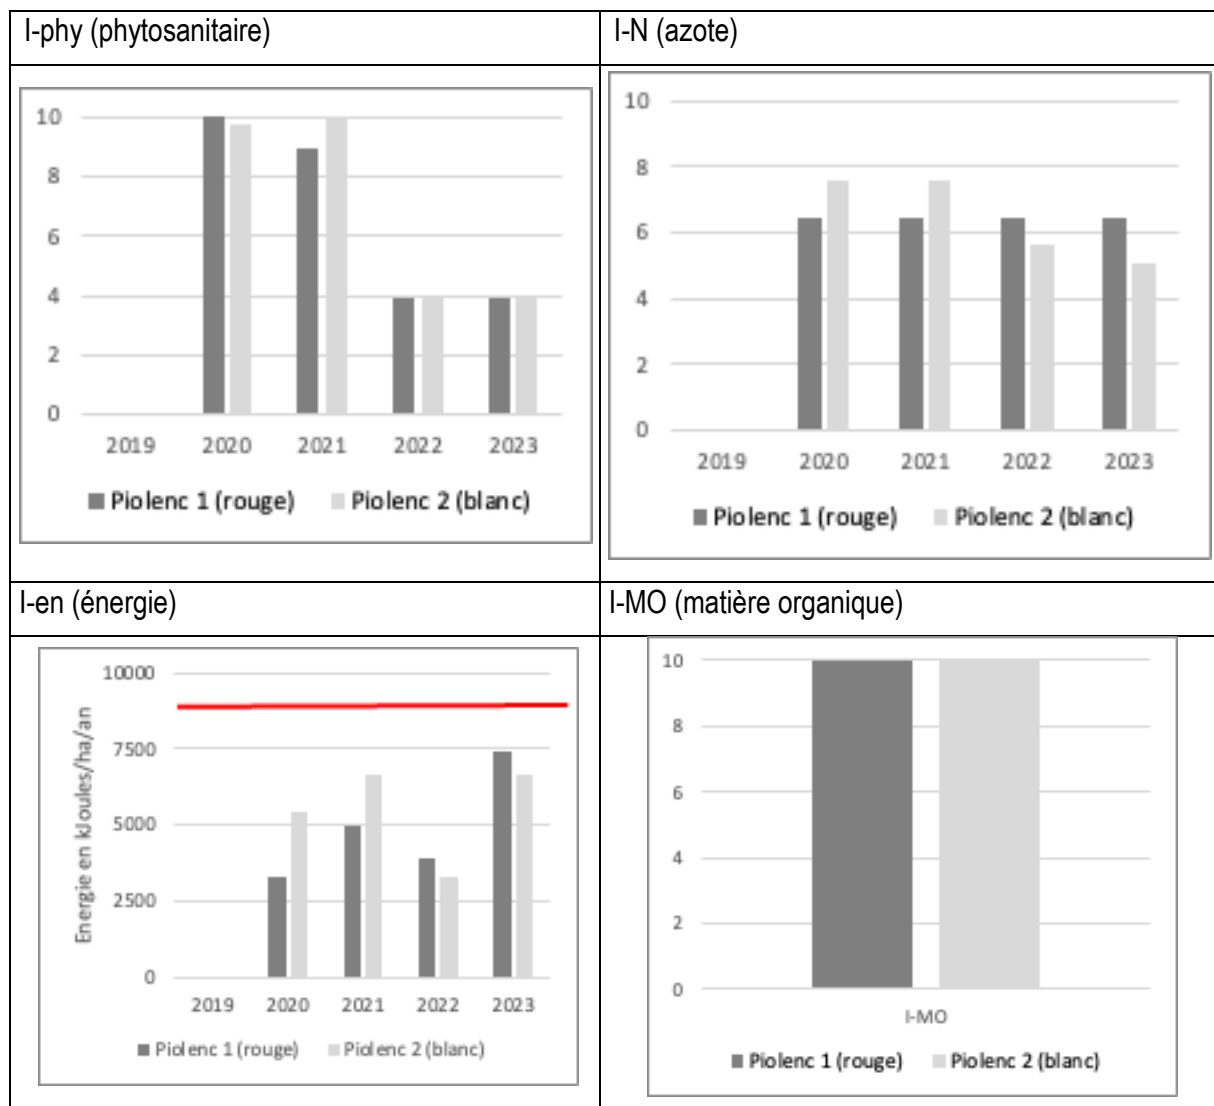 I-phy (phytosanitaire)
I-N (azote)
10
8
6
4
2
0
2019 2020 2021 2022 2023
Piolenc 1 (rouge) Piolenc 2 (blanc)
10
8
6
4
2
0
2019 2020 2021 2022 2023
Piolenc 1 (rouge) Piolenc 2 (blanc)
I-en (énergie)
I-MO (matière organique)
Energie en kJoules/ha/an
10000
7500
5000
2500
0
2019 2020 2021 2022 2023
Piolenc 1 (rouge) Piolenc 2 (blanc)
10
8
6
4
2
0
I-MO
Piolenc 1 (rouge) Piolenc 2 (blanc)